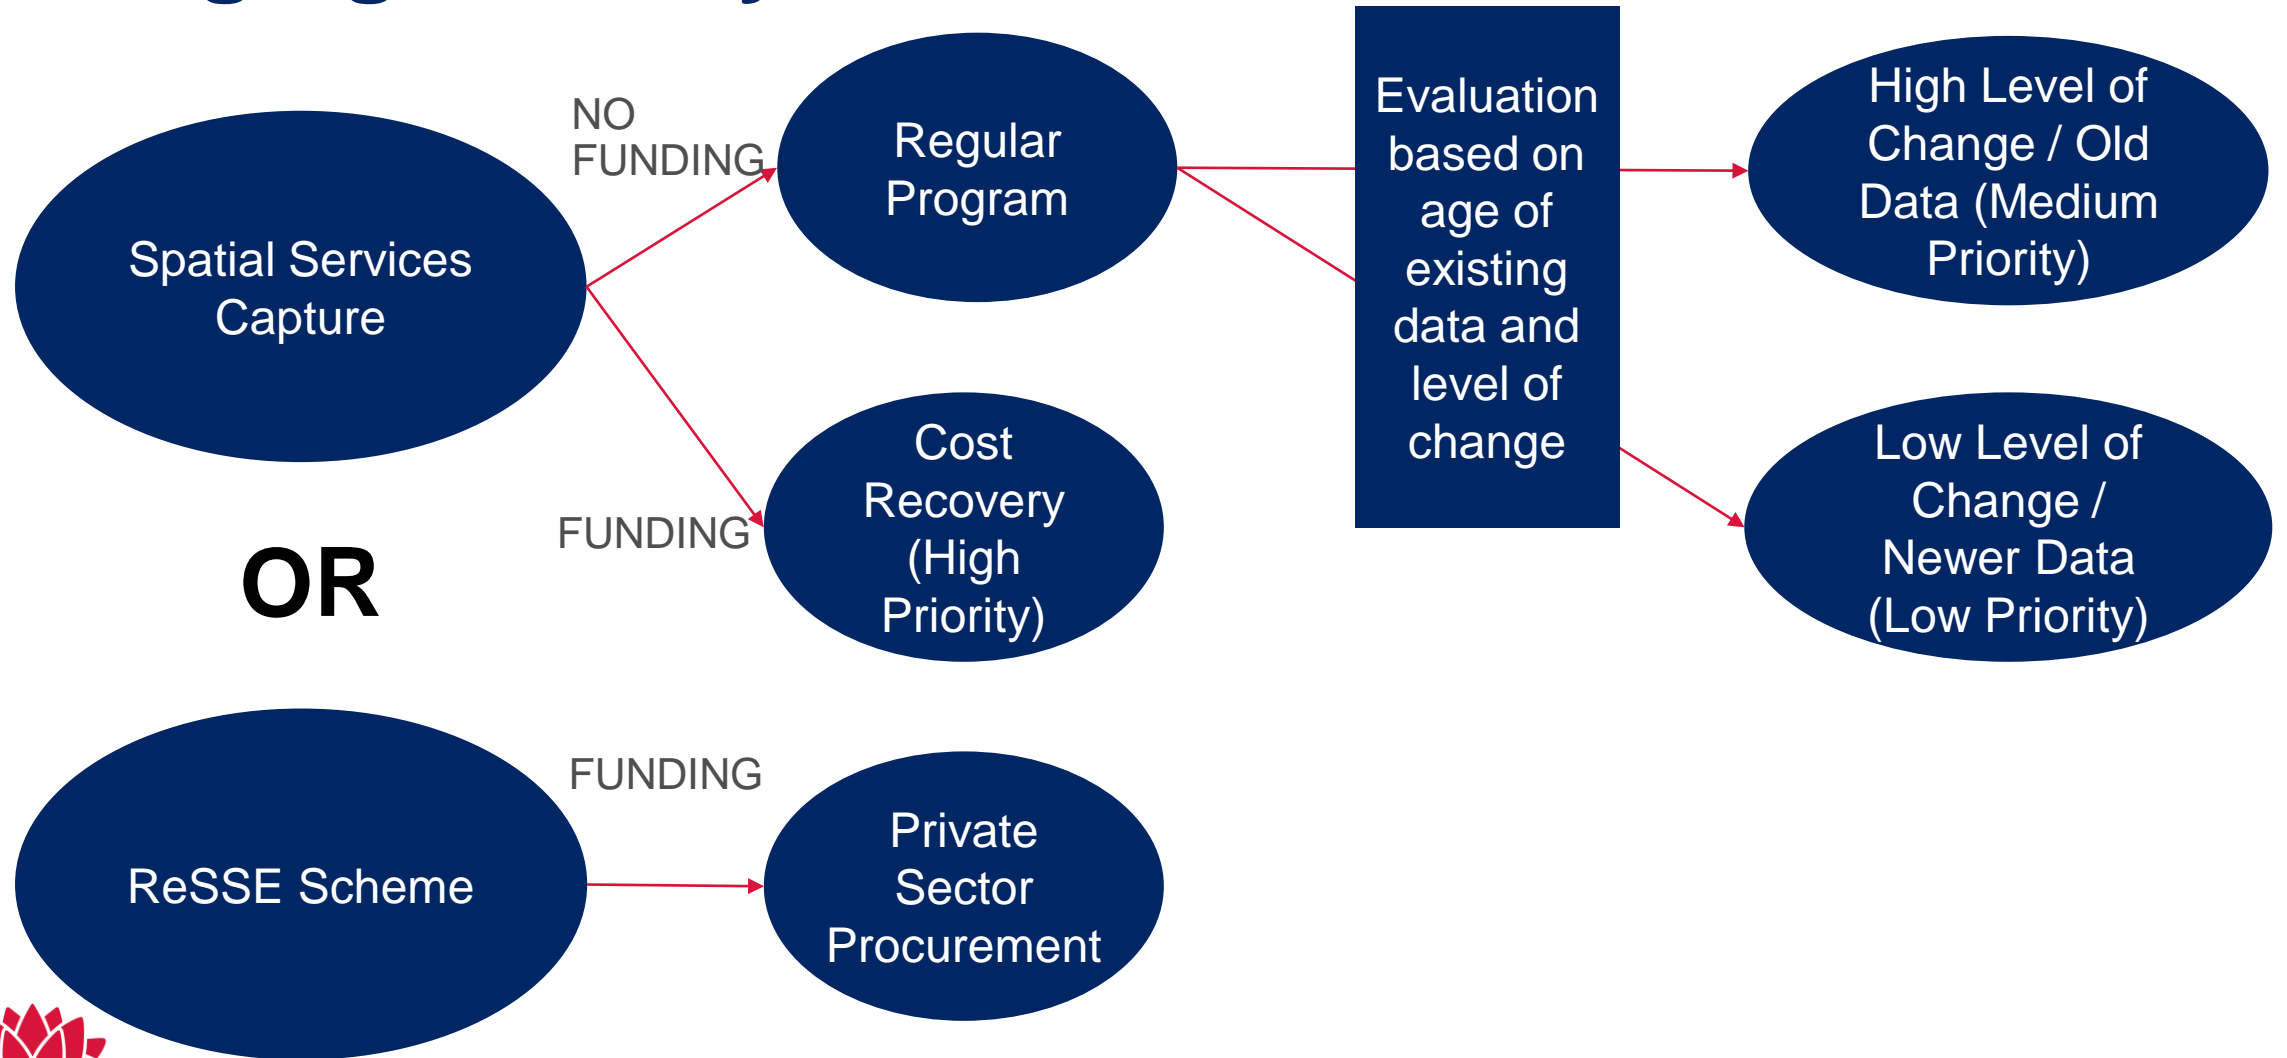 NO
FUNDING
Spatial Services
Capture
Regular
Program
Evaluation
based on
age of
existing
data and
level of
change
High Level of
Change / Old
Data (Medium
Priority)
FUNDING
Cost
Recovery
(High
Priority)
Low Level of
Change /
Newer Data
(Low Priority)
OR
ReSSE Scheme
FUNDING
Private
Sector
Procurement